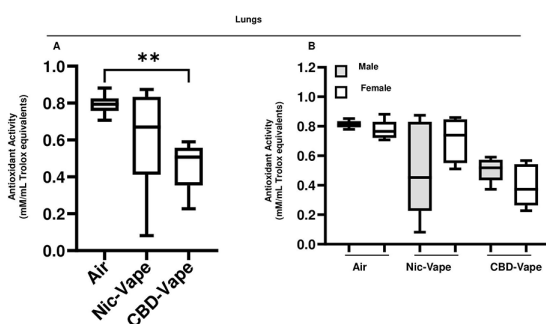 Lungs
A
**
Antioxidant Activity
(mM/mL Trolox equivalents)
1.0
0.8
0.6
0.4
0.2
0.0
Air
Nic-Vape
CBD-Vape
B
Male
Female
Antioxidant Activity
(mM/mL Trolox equivalents)
1.2
1.0
0.8
0.6
0.4
0.2
0.0
Air
Nic-Vape
CBD-Vape